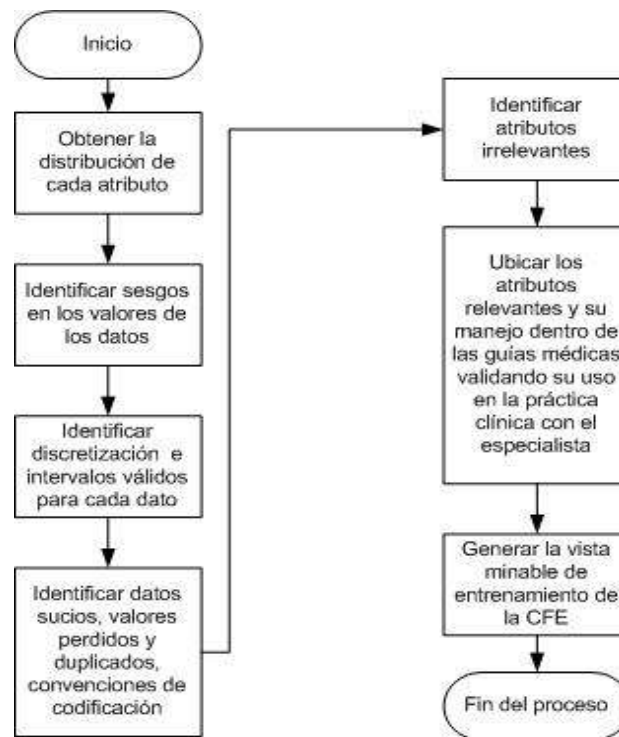 Inicio
Obtener la
distribución de
cada atributo
Identificar sesgos
en los valores de
los datos
Identificar
discretización e
intervalos válidos
para cada dato
Identificar datos
sucios, valores
perdidos y
duplicados,
convenciones de
codificación
Identificar
atributos
irrelevantes
Ubicar los
atributos
relevantes y su
manejo dentro de
las guías médicas
validando su uso
en la práctica
clínica con el
especialista
Generar la vista
minable de
entrenamiento de
la CFE
Fin del proceso